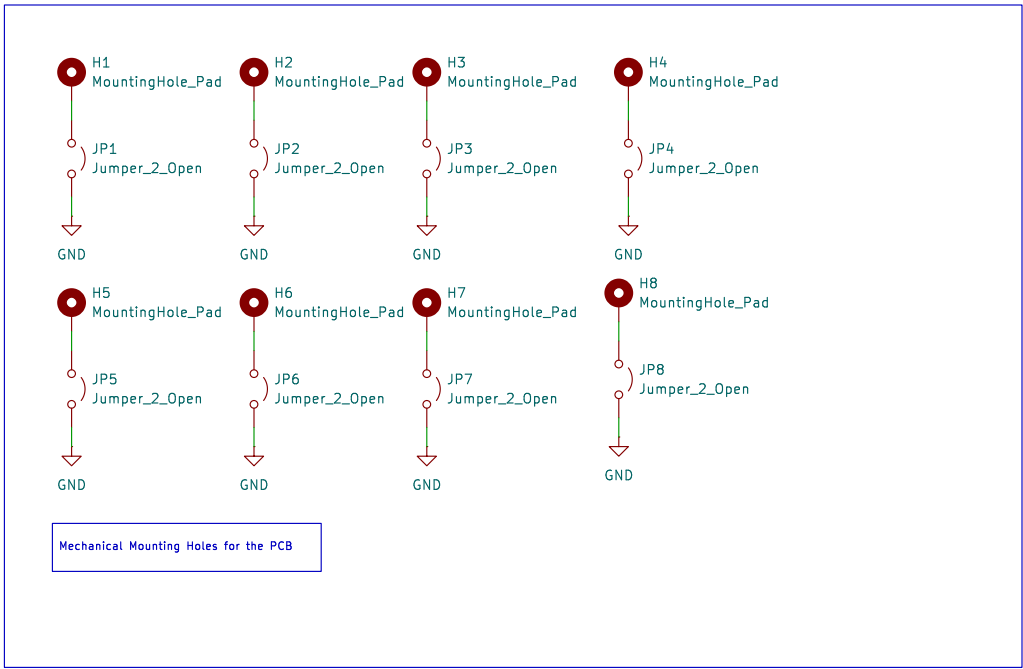 H1
MountingHole_Pad
H2
MountingHole_Pad
H3
MountingHole_Pad
H4
MountingHole_Pad
JP1
Jumper_2_Open
JP2
Jumper_2_Open
JP3
Jumper_2_Open
JP4
Jumper_2_Open
GND
GND
GND
GND
H5
MountingHole_Pad
H6
MountingHole_Pad
H7
MountingHole_Pad
H8
MountingHole_Pad
JP5
Jumper_2_Open
JP6
Jumper_2_Open
JP7
Jumper_2_Open
JP8
Jumper_2_Open
GND
GND
GND
GND
Mechanical Mounting Holes for the PCB